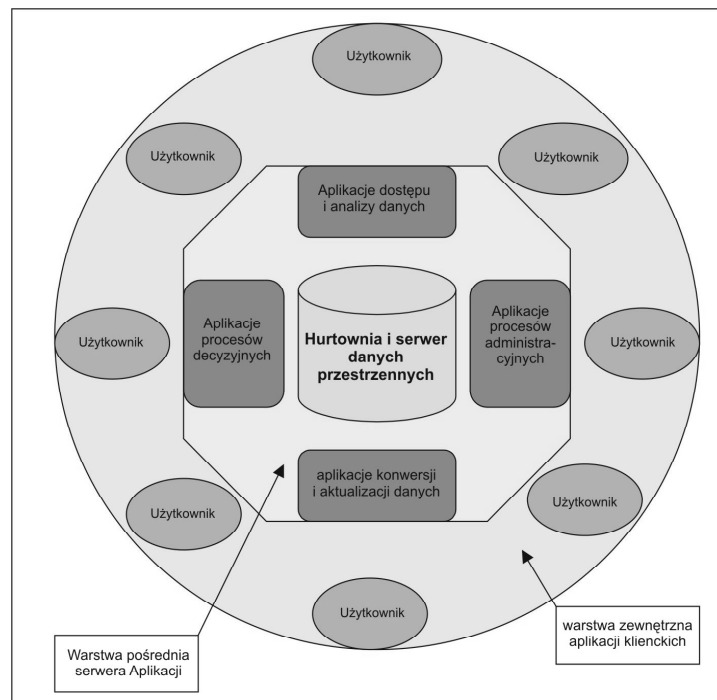 Użytkownik
Użytkownik
Użytkownik
Aplikacje dostępu
i analizy danych
Aplikacje
procesów
decyzyjnych
Hurtownia i serwer
danych
przestrzennych
Aplikacje
procesów
administra-
cyjnych
Użytkownik
Użytkownik
aplikacje konwersji
i aktualizacji danych
Użytkownik
Użytkownik
Użytkownik
Warstwa pośrednia
serwera Aplikacji
warstwa zewnętrzna
aplikacji klienckich